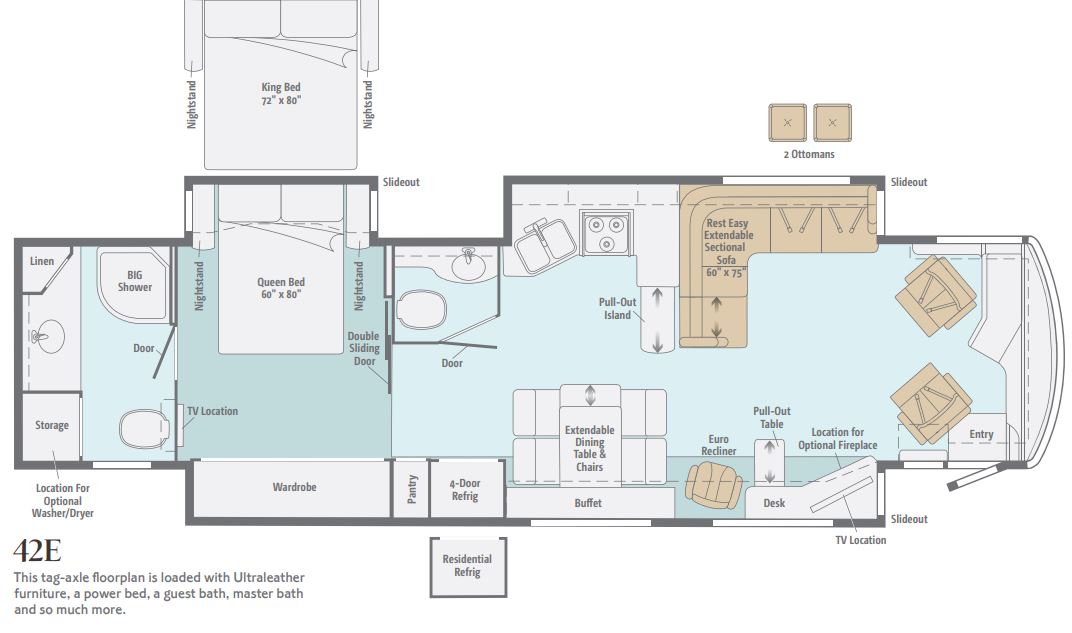 King Bed
72" x 80"
Nightstand
Nightstand
2 Ottomans
Slideout
Slideout
Linen
BIG
Shower
Nightstand
Queen Bed
60" x 80"
Nightstand
Rest Easy
Extendable
Sectional
Sofa
60" x 75"
Pull-Out
Island
Double
Sliding
Door
Door
Door
TV Location
Storage
Extendable
Dining
Table &
Chairs
Pull-Out
Table
Euro
Recliner
Location for
Optional Fireplace
Entry
Location For
Optional
Washer/Dryer
Wardrobe
Pantry
4-Door
Refrig
Buffet
Desk
Slideout
TV Location
Residential
Refrig
42E
This tag-axle floorplan is loaded with Ultraleather
furniture, a power bed, a guest bath, master bath
and so much more.